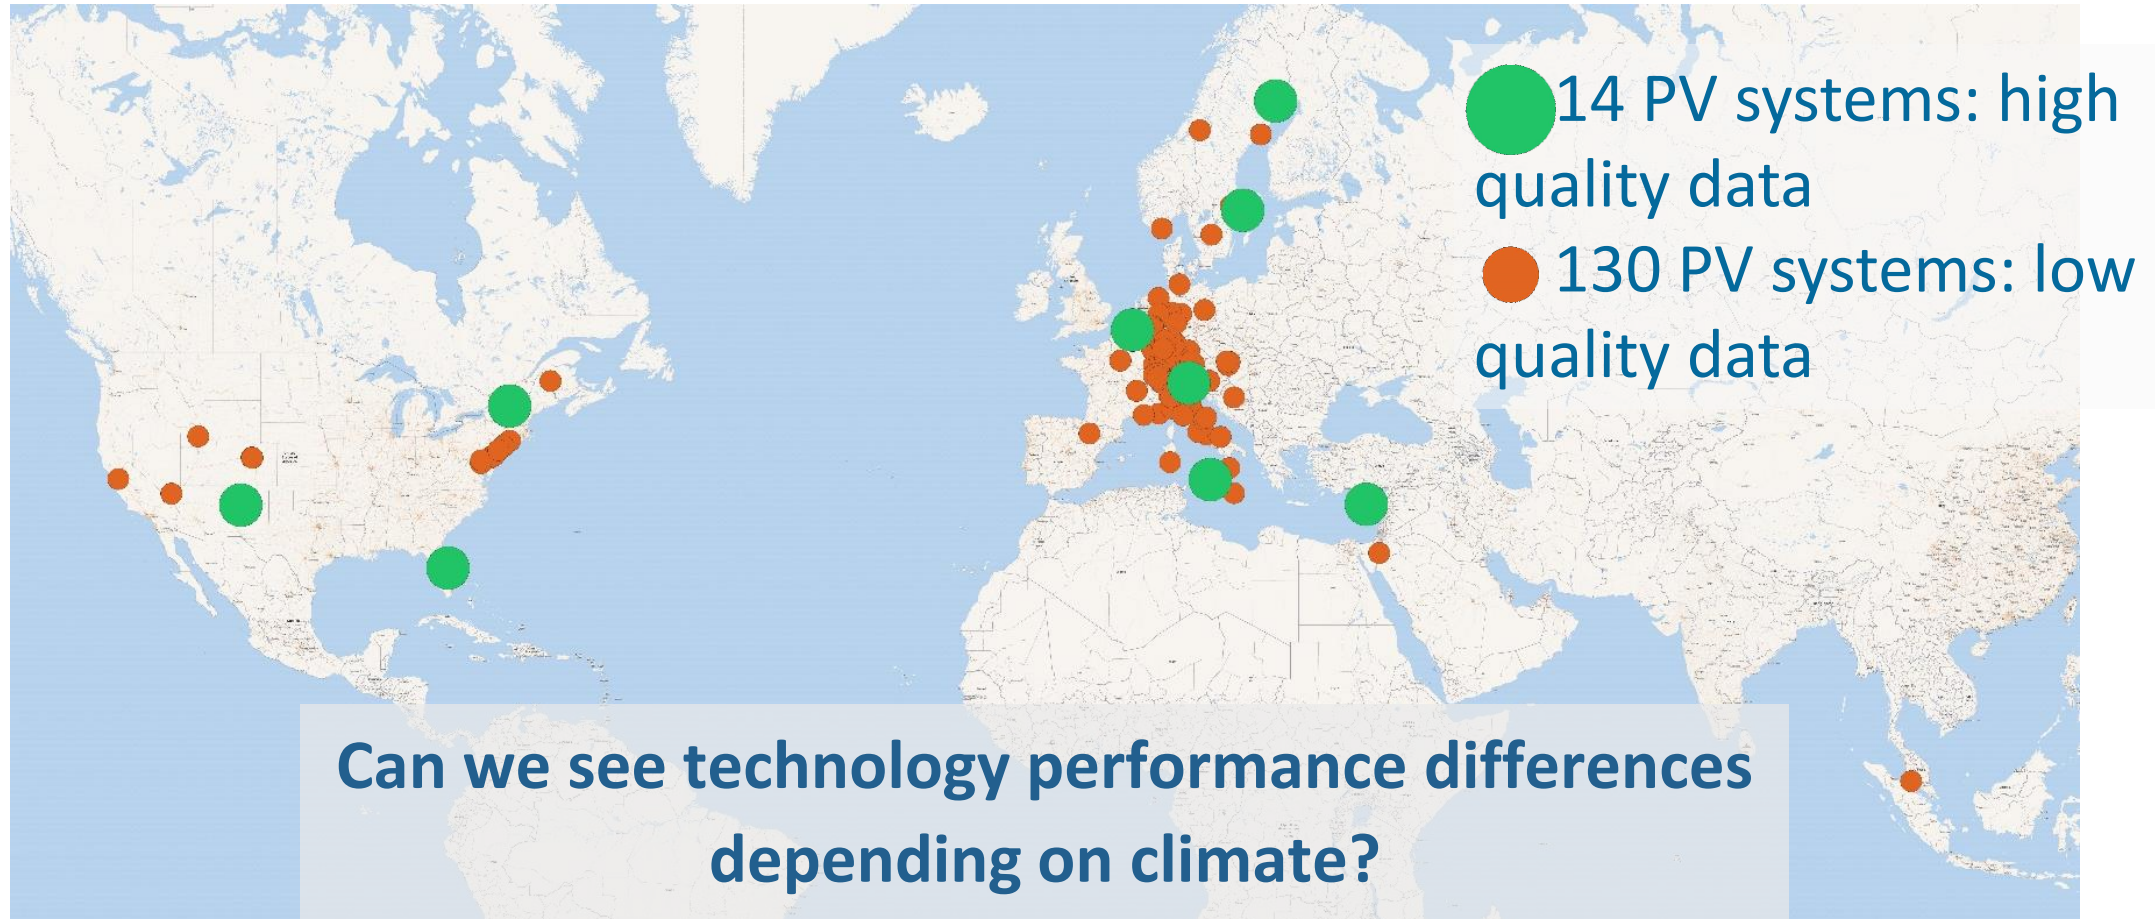 14 PV systems: high
quality data
130 PV systems: low
quality data
Can we see technology performance differences
depending on climate?